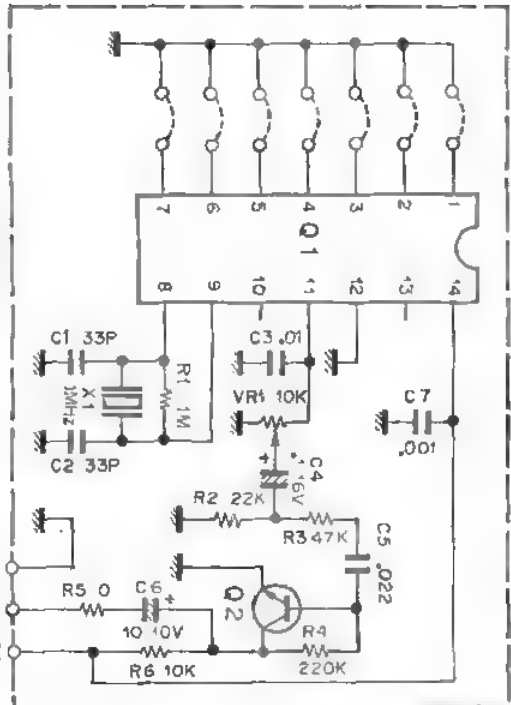 7 6 5 4 3 2 1
Q1
8 9 10 11 12 13 14
C1 33P
X1
1MHz
R1
1M
C2 33P
C3 .01
VR1 10K
C7
.001
C4
.1 16V
R2 22K
R3 47K
C5
.022
R5 0
C6
10 10V
Q2
R4
220K
R6 10K